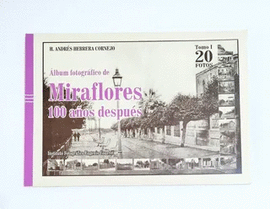 M. ANDRÉS HERRERA CORNEJO
Tomo I
20
FOTOS
Álbum fotográfico de
Miraflores
100 años después